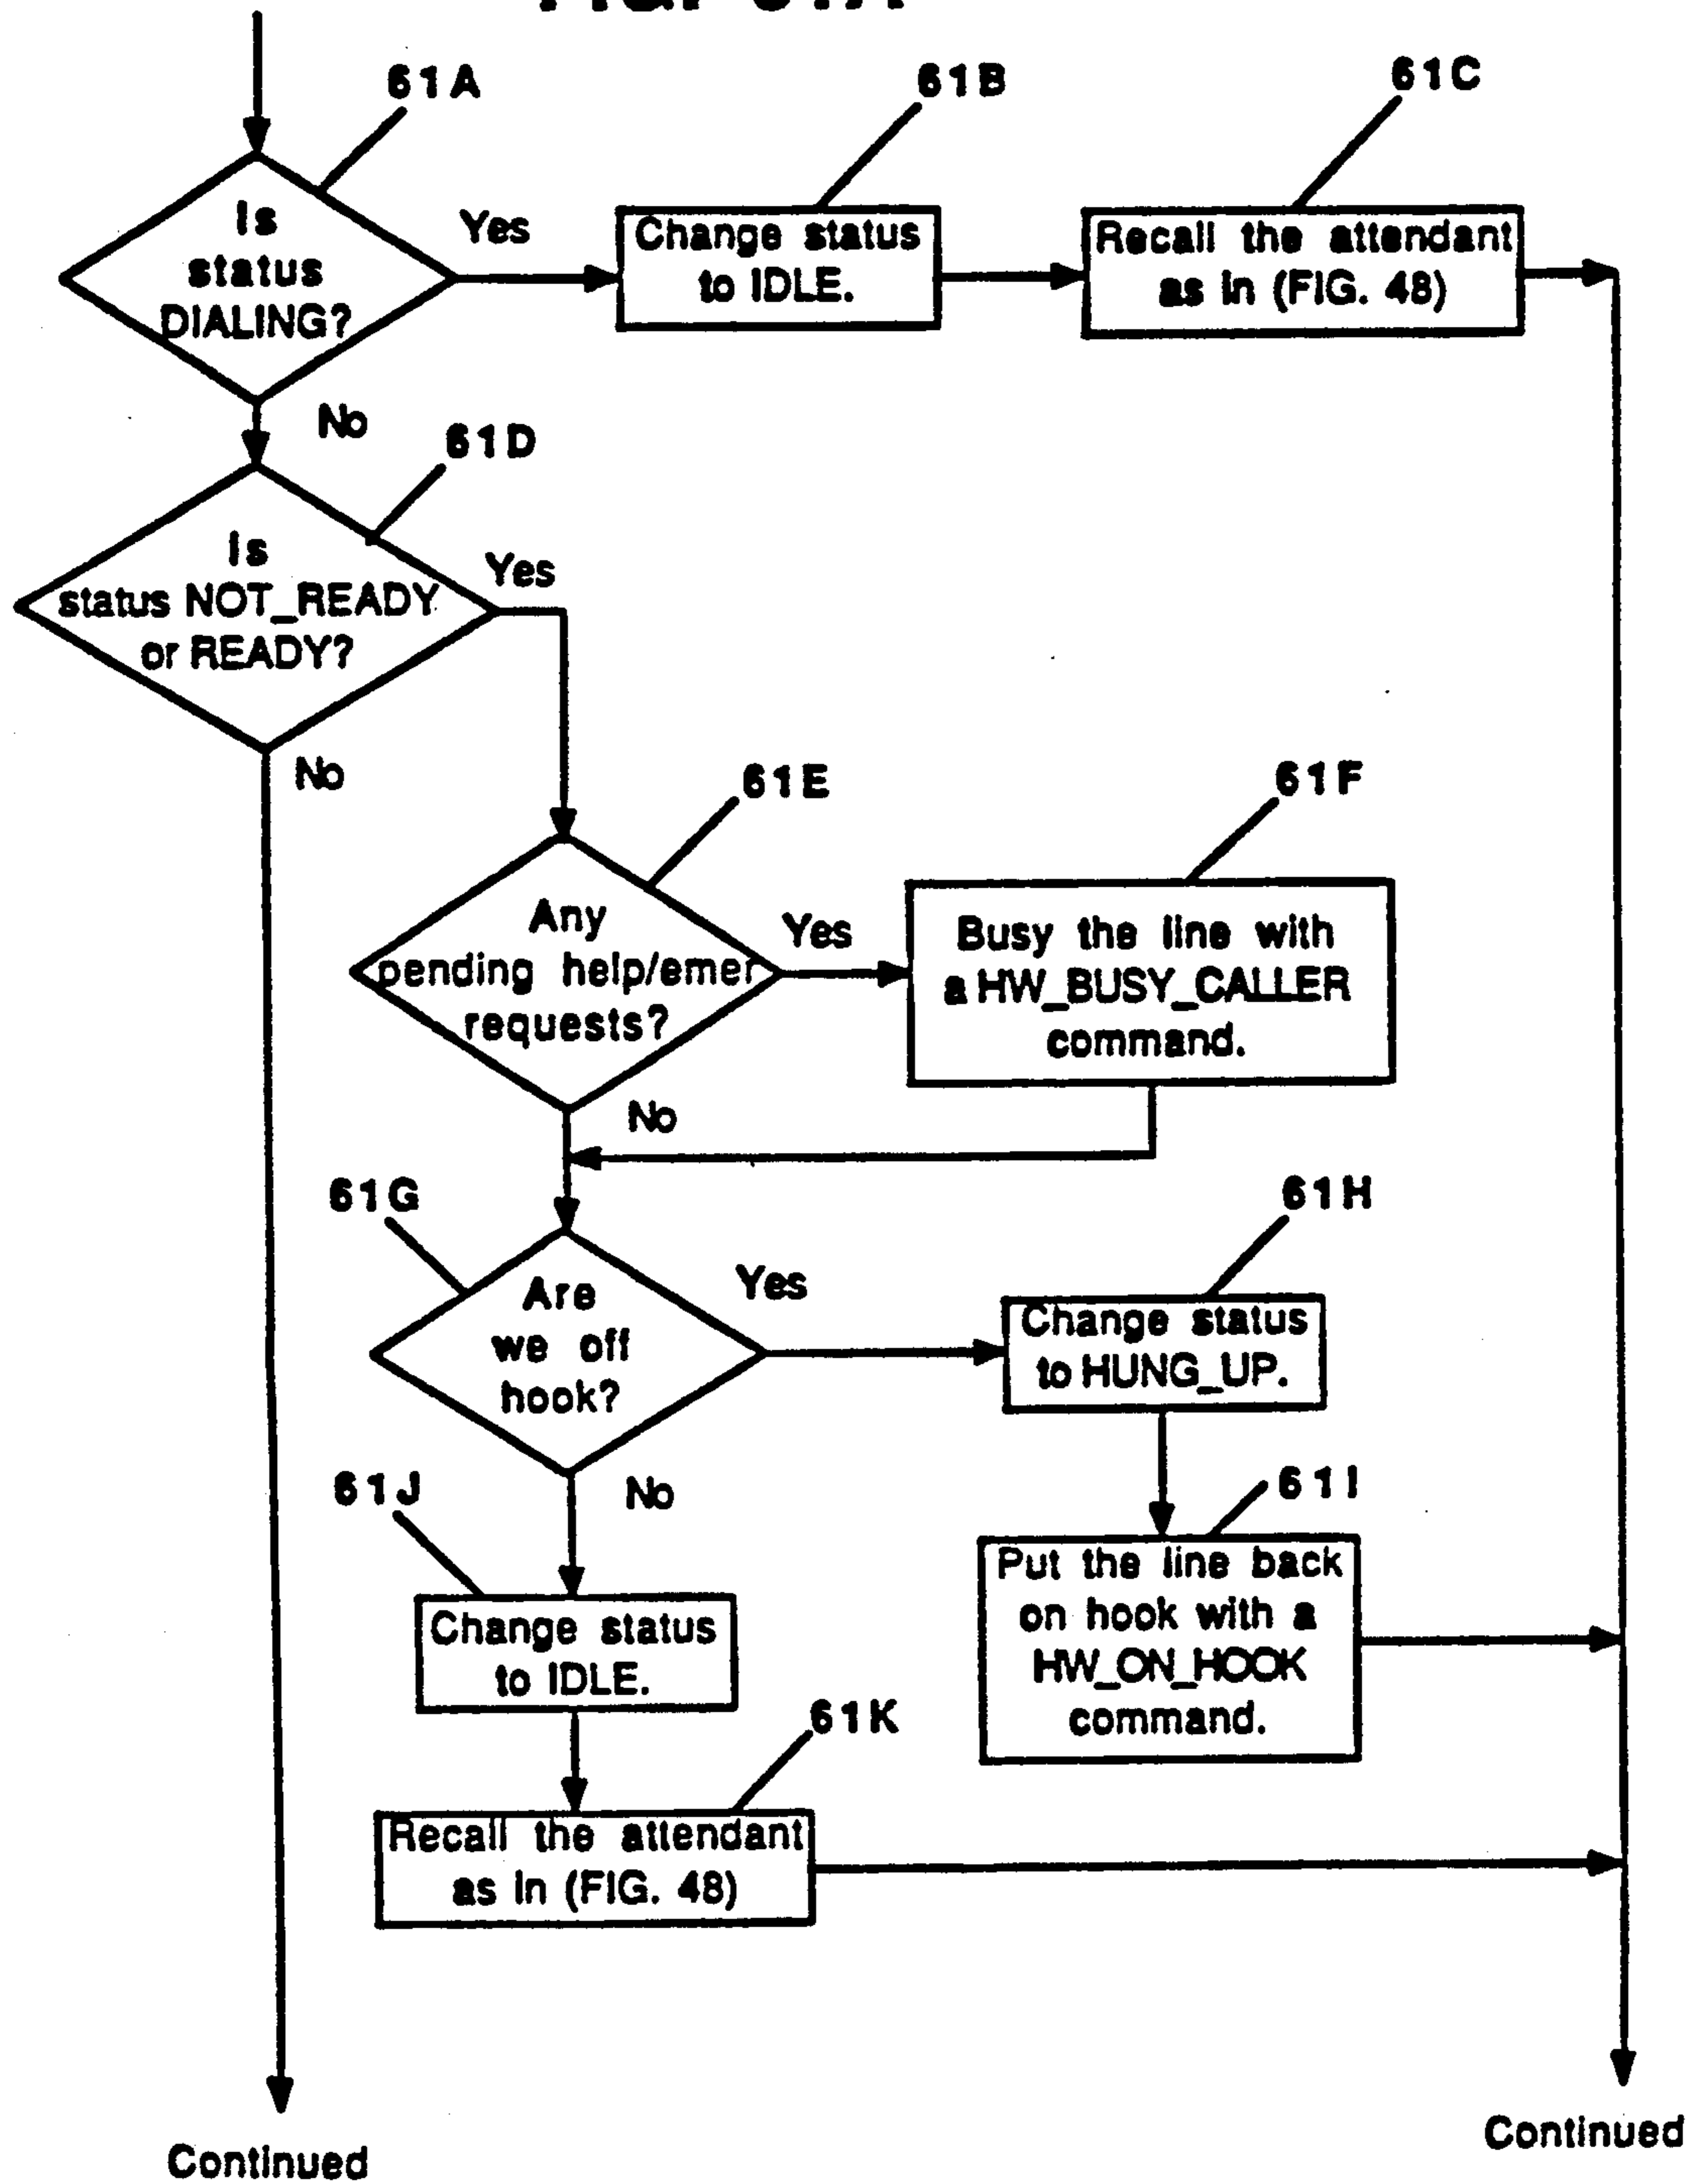 61A
61B
61C
Is
status
DIALING?
Yes
Change status
to IDLE.
Recall the attendant
as in (FIG. 48)
No
61D
Is
status NOT_READY
or READY?
Yes
No
61E
61F
Any
pending help/emer
requests?
Yes
Busy the line with
a HW_BUSY_CALLER
command.
No
61G
61H
Are
we off
hook?
Yes
Change status
to HUNG_UP.
No
61J
61I
Change status
to IDLE.
Put the line back
on hook with a
HW_ON_HOOK
command.
61K
Recall the attendant
as in (FIG. 48)
Continued
Continued